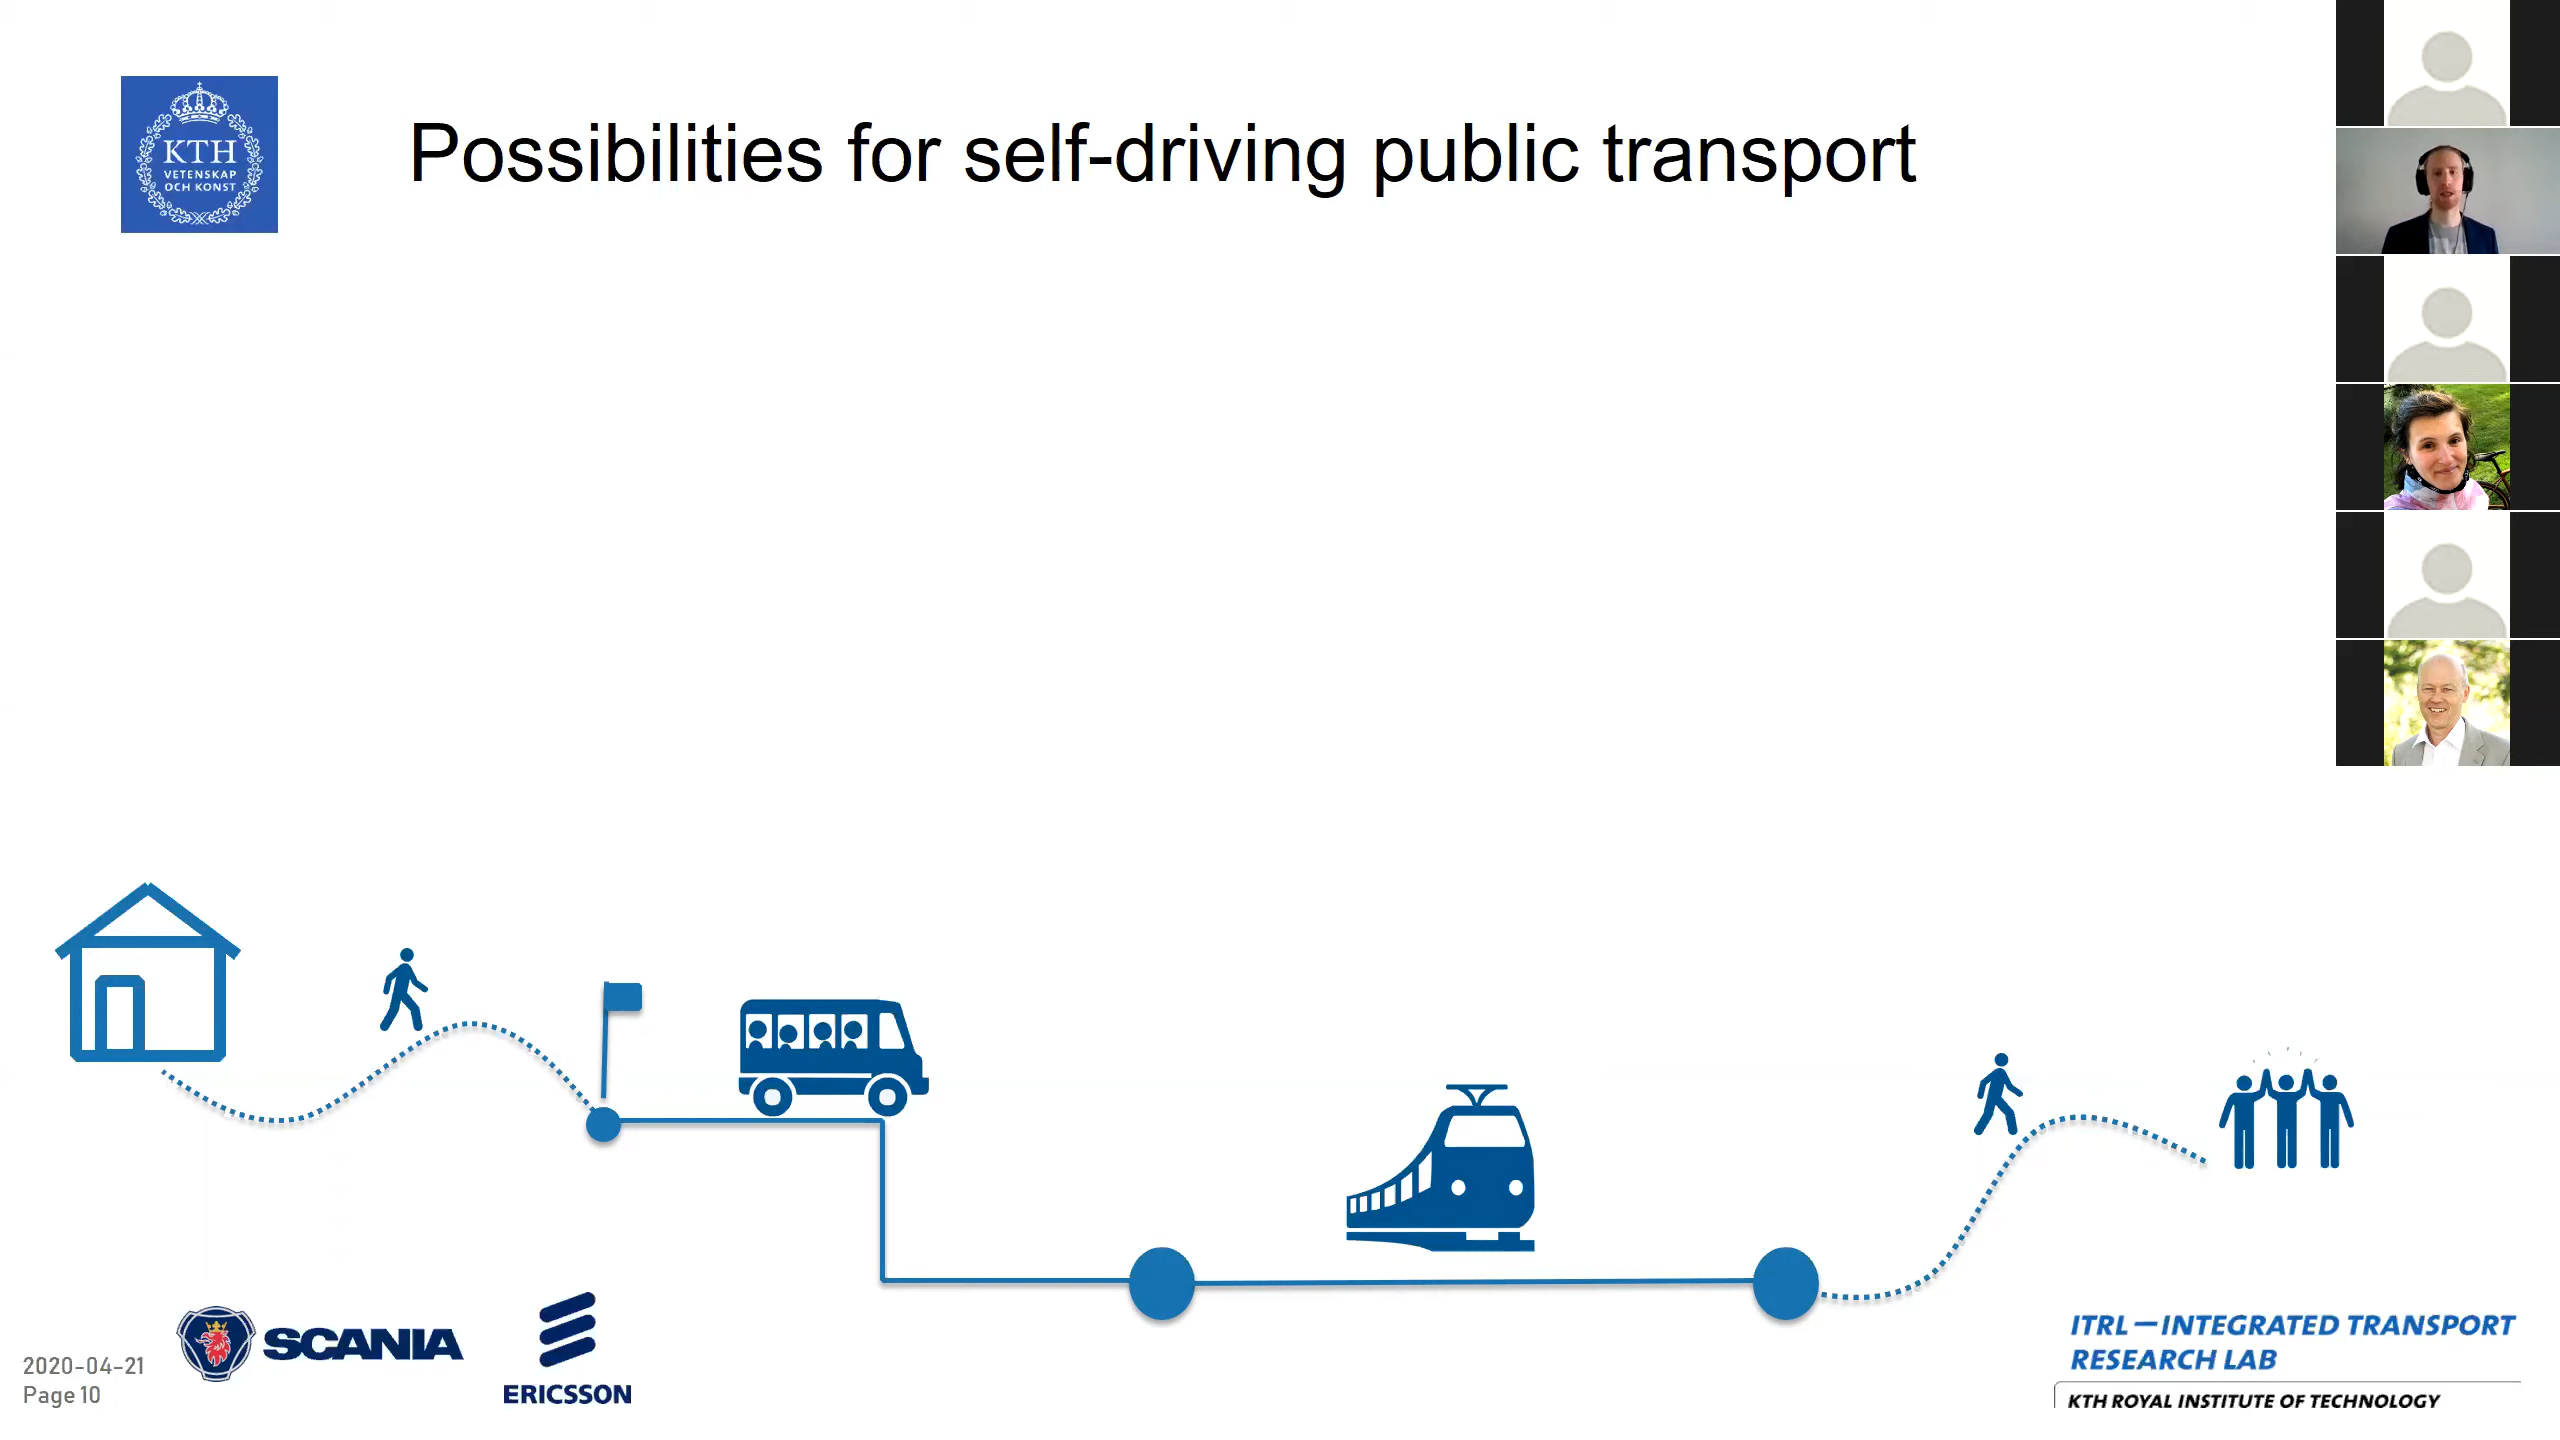 KTH
VETENSKAP
OCH KONST
Possibilities for self-driving public transport
2020-04-21
Page 10
SCANIA
ERICSSON
ITRL – INTEGRATED TRANSPORT
RESEARCH LAB
KTH ROYAL INSTITUTE OF TECHNOLOGY